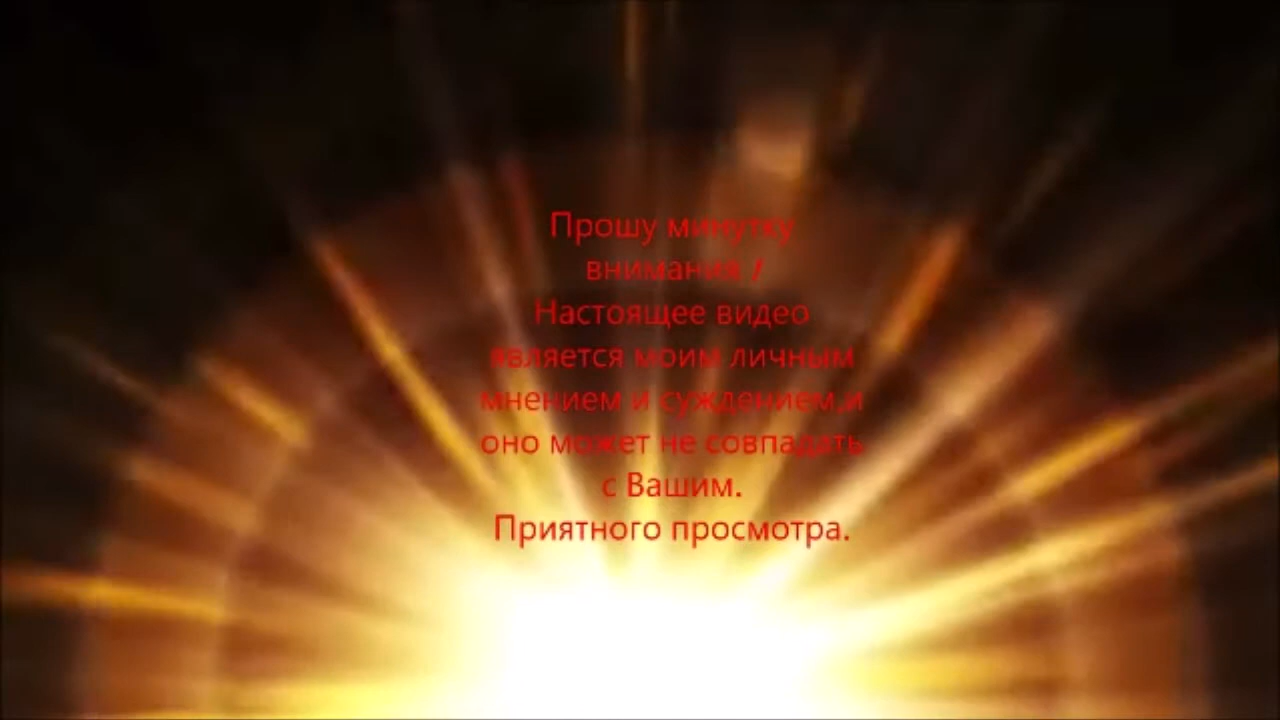 Прошу минутку
внимания !
Настоящее видео
является моим личным
мнением и суждением,и
оно может не совпадать
с Вашим.
Приятного просмотра.